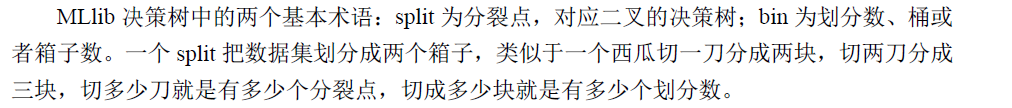 MLlib 决策树中的两个基本术语：split 为分裂点，对应二叉的决策树；bin 为划分数、桶或
者箱子数。一个 split 把数据集划分成两个箱子，类似于一个西瓜切一刀分成两块，切两刀分成
三块，切多少刀就是有多少个分裂点，切成多少块就是有多少个划分数。